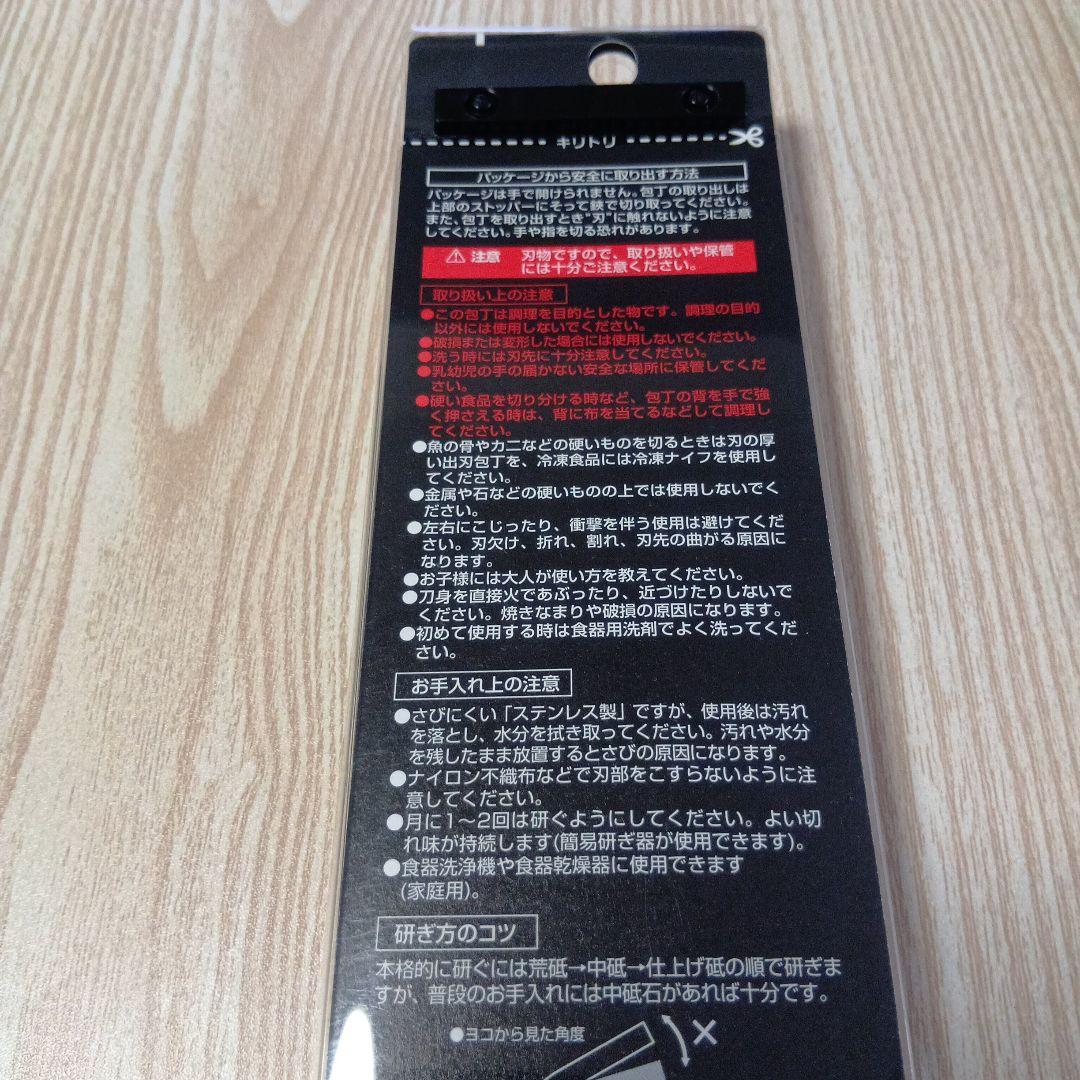 キリトリ
パッケージから安全に取り出す方法
パッケージは手で開けられません。包丁の取り出しは
上部のストッパーにそって鋏で切り取ってください。
また、包丁を取り出すとき"刃"に触れないように注意
してください。手や指を切る恐れがあります。
⚠ 注意 刃物ですので、取り扱いや保管
には十分ご注意ください。
取り扱い上の注意
●この包丁は調理を目的とした物です。調理の目的
以外には使用しないでください。
●破損または変形した場合には使用しないでください。
●洗う時には刃先に十分注意してください。
●乳幼児の手の届かない安全な場所に保管してくだ
さい。
●硬い食品を切り分ける時など、包丁の背を手で強
く押さえる時は、背に布を当てるなどして調理し
てください。
●魚の骨やカニなどの硬いものを切るときは刃の厚
い出刃包丁を、冷凍食品には冷凍ナイフを使用し
てください。
●金属や石などの硬いものの上では使用しないでく
ださい。
●左右にこじったり、衝撃を伴う使用は避けてくだ
さい。刃欠け、折れ、割れ、刃先の曲がる原因に
なります。
●お子様には大人が使い方を教えてください。
●刀身を直接火であぶったり、近づけたりしないで
ください。焼きなまりや破損の原因になります。
●初めて使用する時は食器用洗剤でよく洗ってくだ
さい。
お手入れ上の注意
●さびにくい「ステンレス製」ですが、使用後は汚れ
を落とし、水分を拭き取ってください。汚れや水分
を残したまま放置するとさびの原因になります。
●ナイロン不織布などで刃部をこすらないように注
意してください。
●月に1〜2回は研ぐようにしてください。よい切
れ味が持続します(簡易研ぎ器が使用できます)。
●食器洗浄機や食器乾燥器に使用できます
(家庭用)。
研ぎ方のコツ
本格的に研ぐには荒砥→中砥→仕上げ砥の順で研ぎま
すが、普段のお手入れには中砥石があれば十分です。
●ヨコから見た角度
×